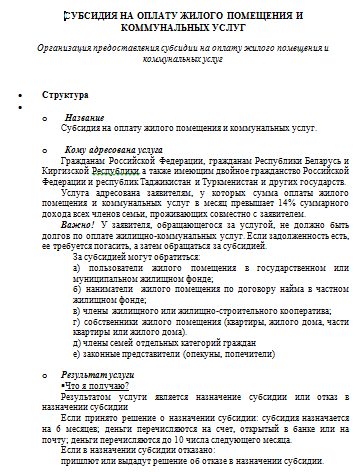 СУБСИДИЯ НА ОПЛАТУ ЖИЛОГО ПОМЕЩЕНИЯ И
КОММУНАЛЬНЫХ УСЛУГ
Организация предоставления субсидии на оплату жилого помещения и
коммунальных услуг
• Структура
•
o Название
Субсидия на оплату жилого помещения и коммунальных услуг.
o Кому адресована услуга
Гражданам Российской Федерации, гражданам Республики Беларусь и
Киргизской Республики, а также имеющим двойное гражданство Российской
Федерации и республик Таджикистан и Туркменистан и других государств.
Услуга адресована заявителям, у которых сумма оплаты жилого
помещения и коммунальных услуг в месяц превышает 14% суммарного
дохода всех членов семьи, проживающих совместно с заявителем.
Важно! У заявителя, обращающегося за услугой, не должно быть
долгов по оплате жилищно-коммунальных услуг. Если задолженность есть,
ее требуется погасить, а затем обращаться за субсидией.
За субсидией могут обратиться:
а) пользователи жилого помещения в государственном или
муниципальном жилищном фонде;
б) наниматели жилого помещения по договору найма в частном
жилищном фонде;
в) члены жилищного или жилищно-строительного кооператива;
г) собственники жилого помещения (квартиры, жилого дома, части
квартиры или жилого дома).
д) члены семей отдельных категорий граждан
е) законные представители (опекуны, попечители)
o Результат услуги
▪Что я получаю?
Результатом услуги является назначение субсидии или отказ в
назначении субсидии
Если принято решение о назначении субсидии: субсидия назначается
на 6 месяцев; деньги перечисляются на счет, открытый в банке или на
почту; деньги перечисляются до 10 числа следующего месяца.
Если в назначении субсидии отказано:
пришлют или выдадут решение об отказе в назначении субсидии.